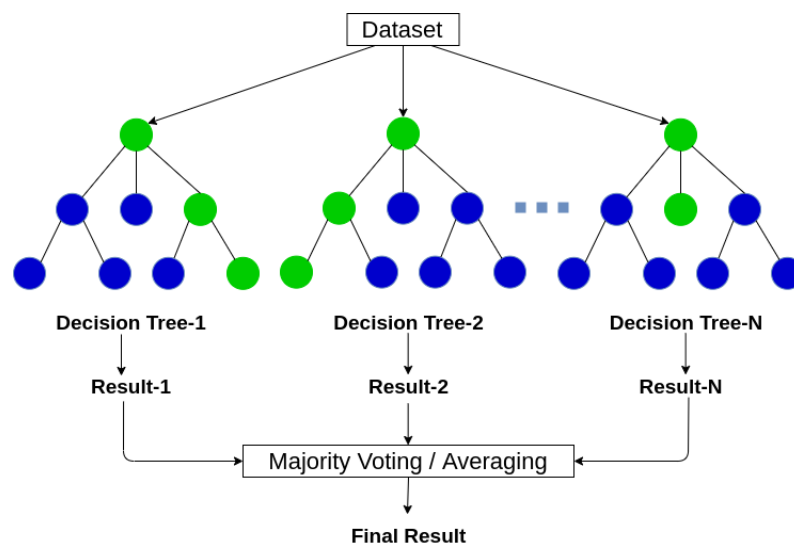 Dataset
Decision Tree-1
Decision Tree-2
Decision Tree-N
Result-1
Result-2
Result-N
Majority Voting / Averaging
Final Result